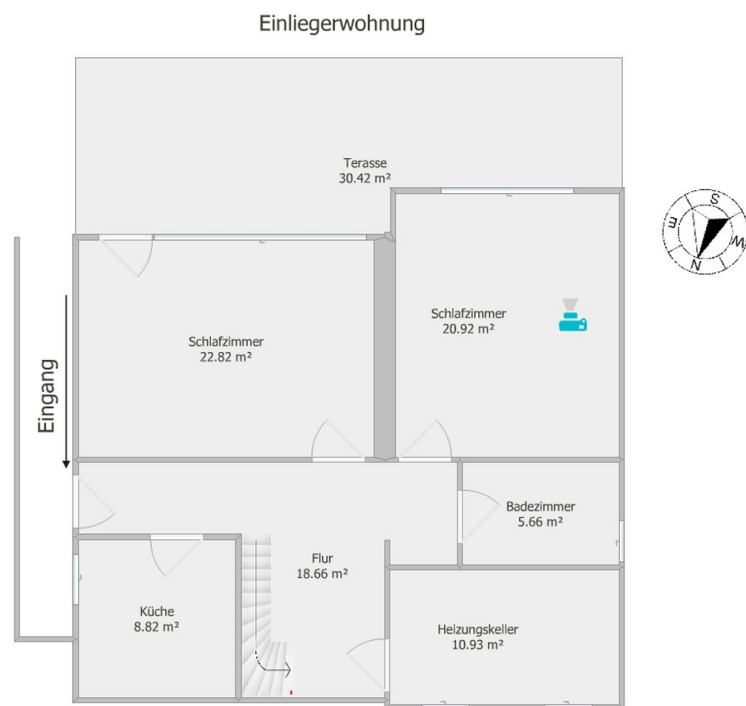 Einliegerwohnung
Terasse
30.42 m²
S
E
W
N
Schlafzimmer
20.92 m²
Schlafzimmer
22.82 m²
Eingang
Badezimmer
5.66 m²
Flur
18.66 m²
Küche
8.82 m²
Heizungskeller
10.93 m²